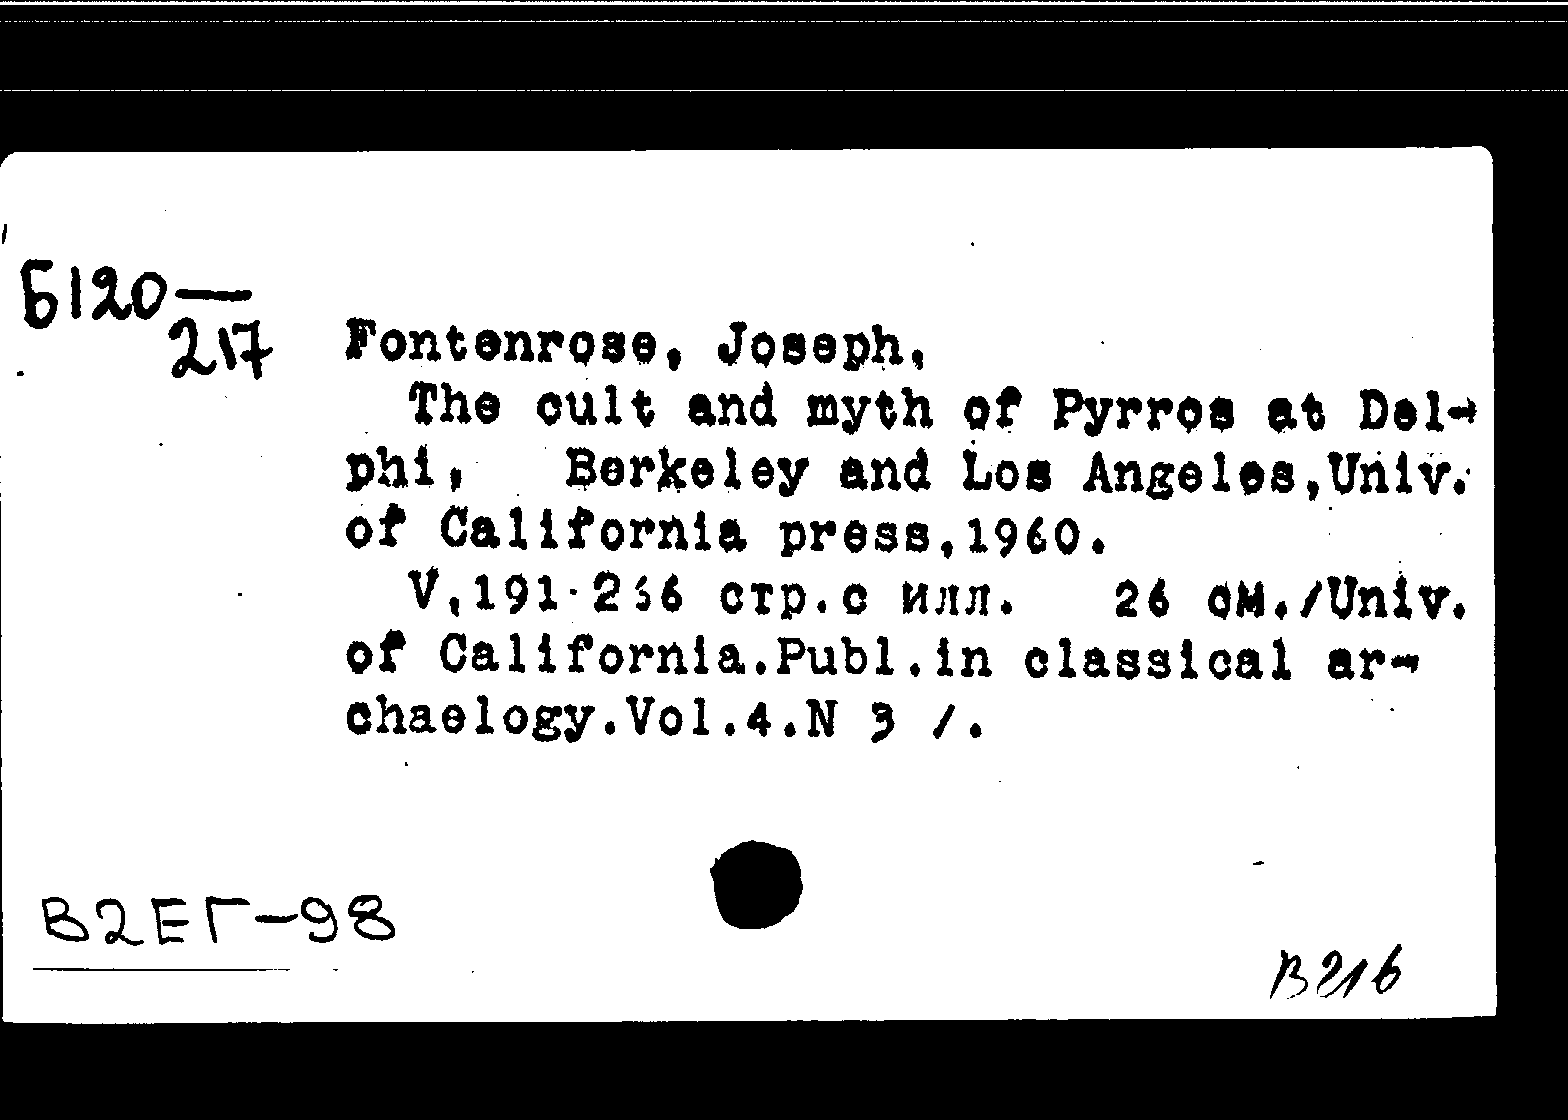 Б120—
217
Fontenrose, Joseph,
The cult and myth of Pyrros at Del-
phi, Berkeley and Los Angeles,Univ.
of California press,1960.
V,191-266 стр.с илл. 26 см./Univ.
of California.Publ.in classical ar-
chaelogy.Vol.4.N 3 /.
В2ЕГ-98
В216